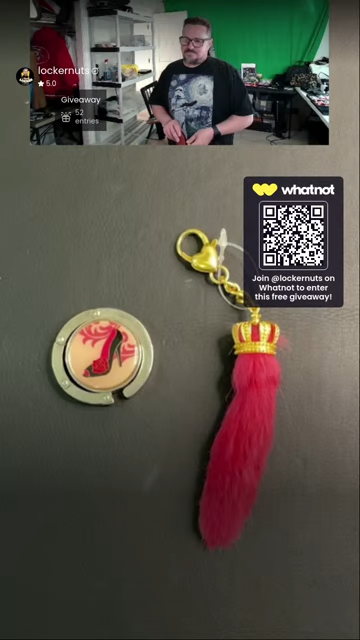 lockernuts
5.0
Giveaway
52
entries
whatnot
Join @lockernuts on
Whatnot to enter
this free giveaway!